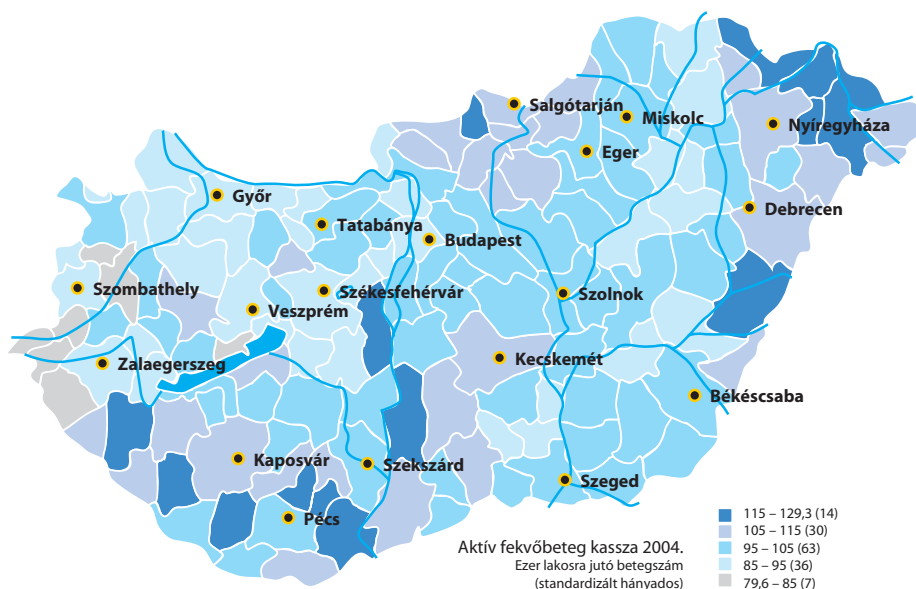 Salgótarján
Miskolc
Nyíregyháza
Eger
Győr
Debrecen
Tatabánya
Budapest
Szombathely
Székesfehérvár
Szolnok
Veszprém
Zalaegerszeg
Kecskemét
Békéscsaba
Kaposvár
Szekszárd
Szeged
Pécs
Aktív fekvőbeteg kassza 2004.
Ezer lakosra jutó betegszám
(standardizált hányados)
115 – 129,3 (14)
105 – 115 (30)
95 – 105 (63)
85 – 95 (36)
79,6 – 85 (7)